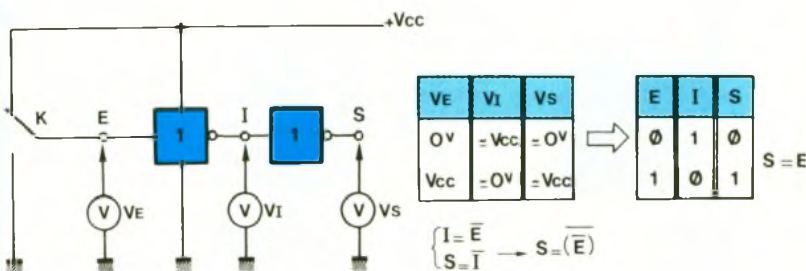 +Vcc
K
E
1
I
1
S
V VE
V VI
V VS
VE VI VS
0V =Vcc =0V
Vcc =0V =Vcc
I = E̅
S = I̅ → S = (E̅)̅
E I S
Ø 1 Ø
1 Ø 1
S = E